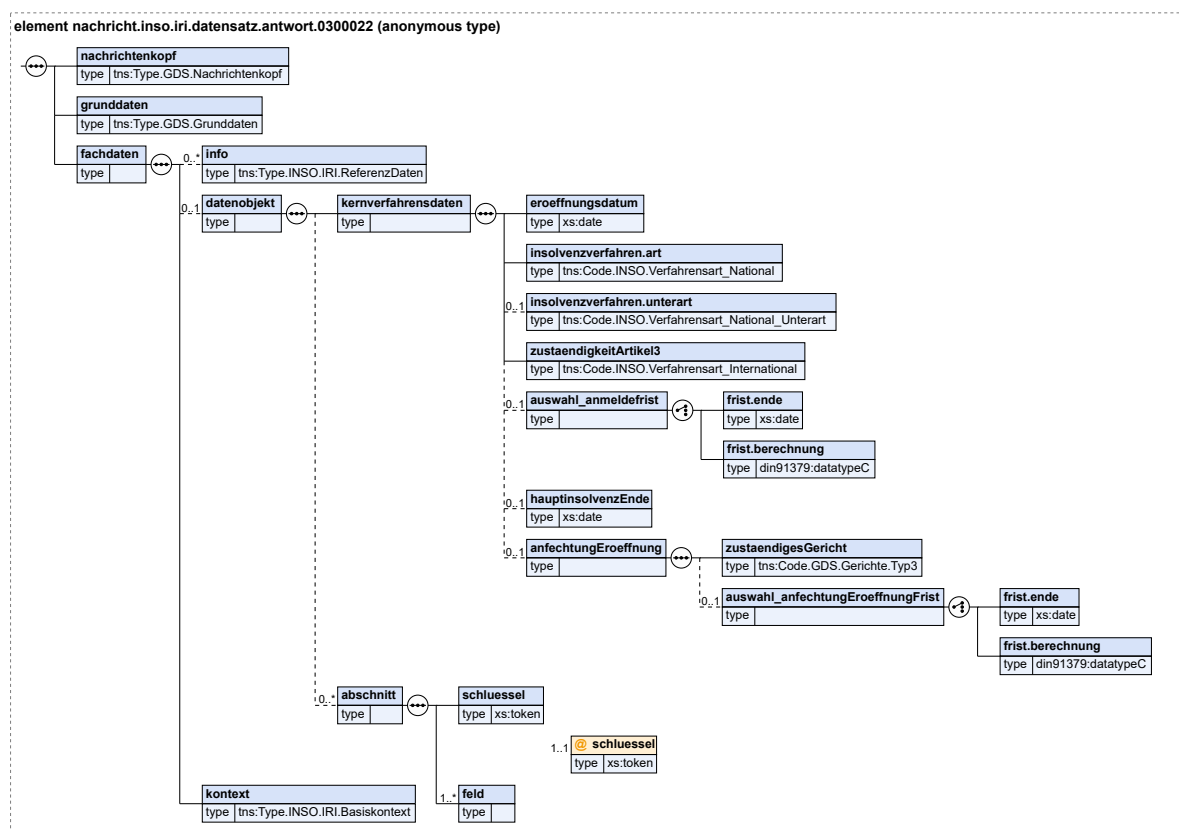 element nachricht.inso.iri.datensatz.antwort.0300022 (anonymous type)
nachrichtenkopf
type tns:Type.GDS.Nachrichtenkopf
grunddaten
type tns:Type.GDS.Grunddaten
fachdaten
type
0..*
info
type tns:Type.INSO.IRI.ReferenzDaten
0..1
datenobjekt
type
kernverfahrensdaten
type
eroeffnungsdatum
type xs:date
insolvenzverfahren.art
type tns:Code.INSO.Verfahrensart_National
0..1
insolvenzverfahren.unterart
type tns:Code.INSO.Verfahrensart_National_Unterart
zustaendigkeitArtikel3
type tns:Code.INSO.Verfahrensart_International
0..1
auswahl_anmeldefrist
type
frist.ende
type xs:date
frist.berechnung
type din91379:datatypeC
0..1
hauptinsolvenzEnde
type xs:date
0..1
anfechtungEroeffnung
type
zustaendigesGericht
type tns:Code.GDS.Gerichte.Typ3
0..1
auswahl_anfechtungEroeffnungFrist
type
frist.ende
type xs:date
frist.berechnung
type din91379:datatypeC
0..*
abschnitt
type
schluessel
type xs:token
1..1
@ schluessel
type xs:token
1..*
feld
type
kontext
type tns:Type.INSO.IRI.Basiskontext